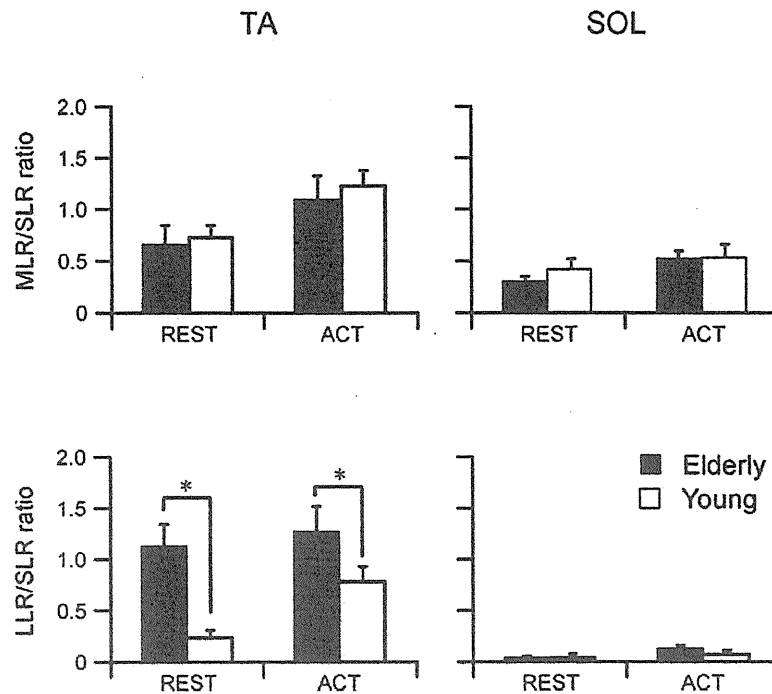 TA SOL
MLR/SLR ratio
2.0
1.5
1.0
0.5
0
REST ACT
REST ACT
LLR/SLR ratio
2.0
1.5
1.0
0.5
0
* *
REST ACT
Elderly
Young
REST ACT